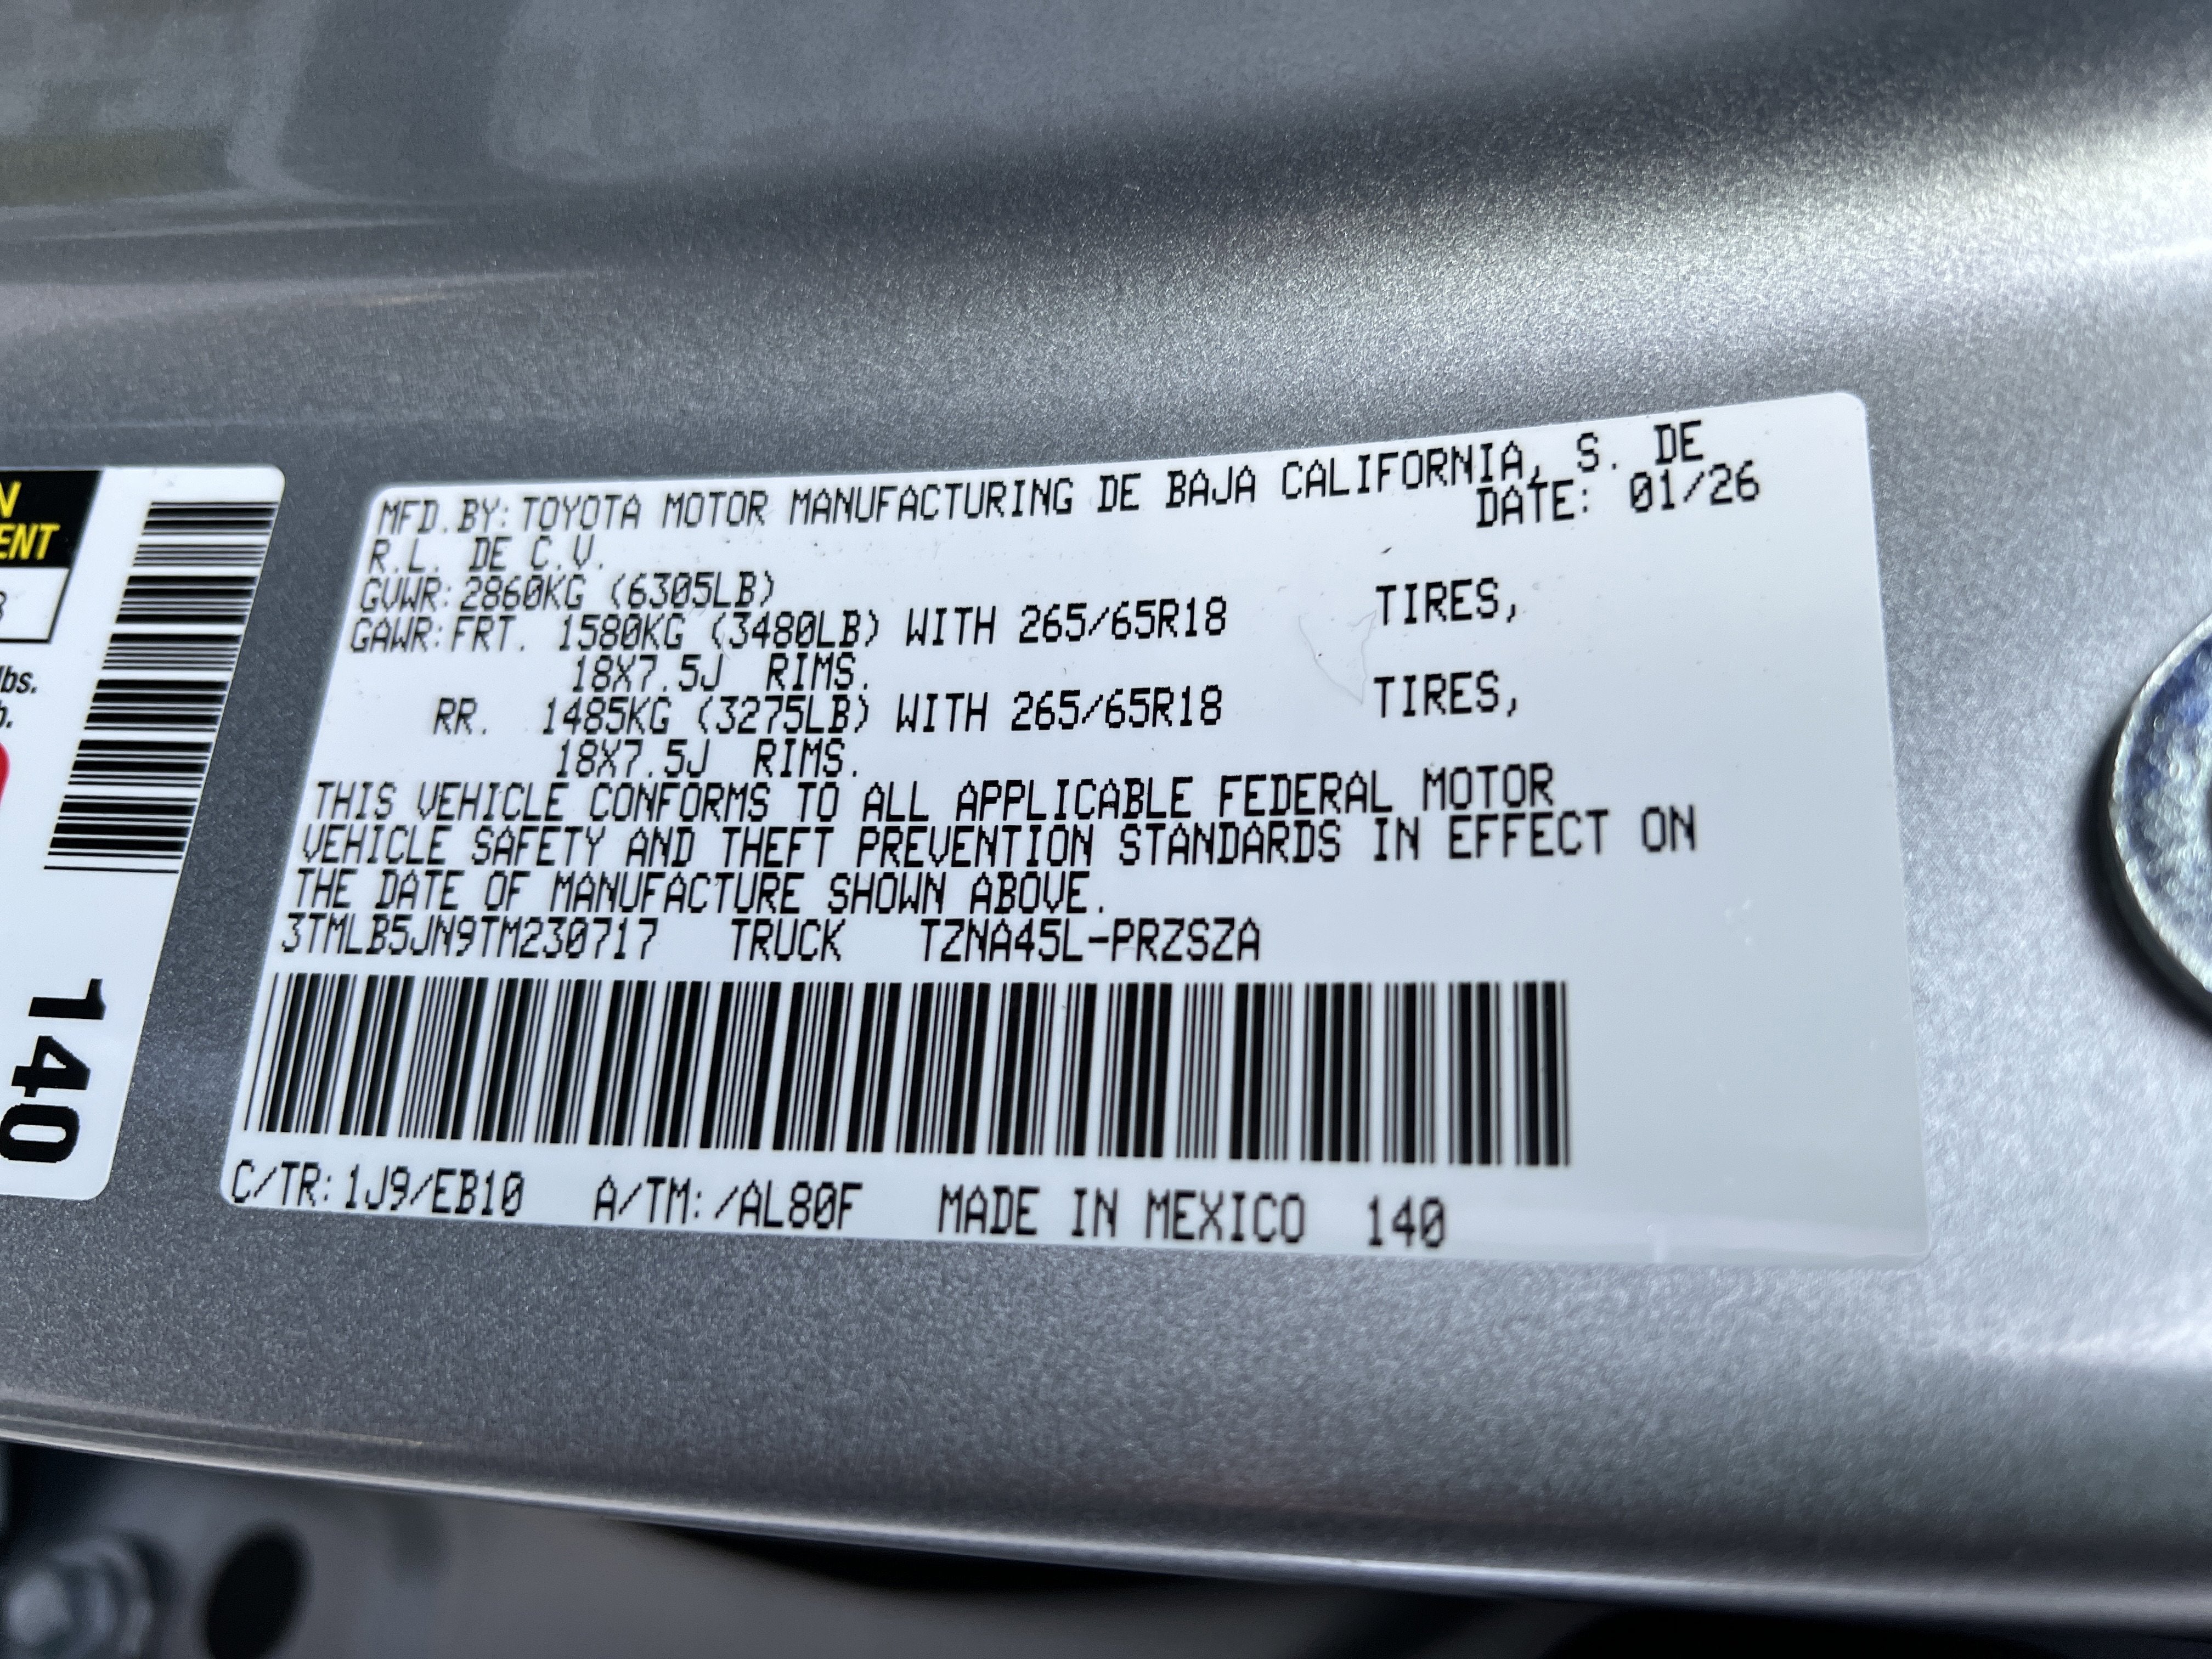 N
ENT
lbs.
b.
140
MFD.BY:TOYOTA MOTOR MANUFACTURING DE BAJA CALIFORNIA, S. DE
R.L. DE C.V. DATE: 01/26
GVWR:2860KG (6305LB)
GAWR:FRT. 1580KG (3480LB) WITH 265/65R18 TIRES,
18X7.5J RIMS.
RR. 1485KG (3275LB) WITH 265/65R18 TIRES,
18X7.5J RIMS.
THIS VEHICLE CONFORMS TO ALL APPLICABLE FEDERAL MOTOR
VEHICLE SAFETY AND THEFT PREVENTION STANDARDS IN EFFECT ON
THE DATE OF MANUFACTURE SHOWN ABOVE.
3TMLB5JN9TM230717 TRUCK TZNA45L-PRZSZA
C/TR:1J9/EB10 A/TM:/AL80F MADE IN MEXICO 140